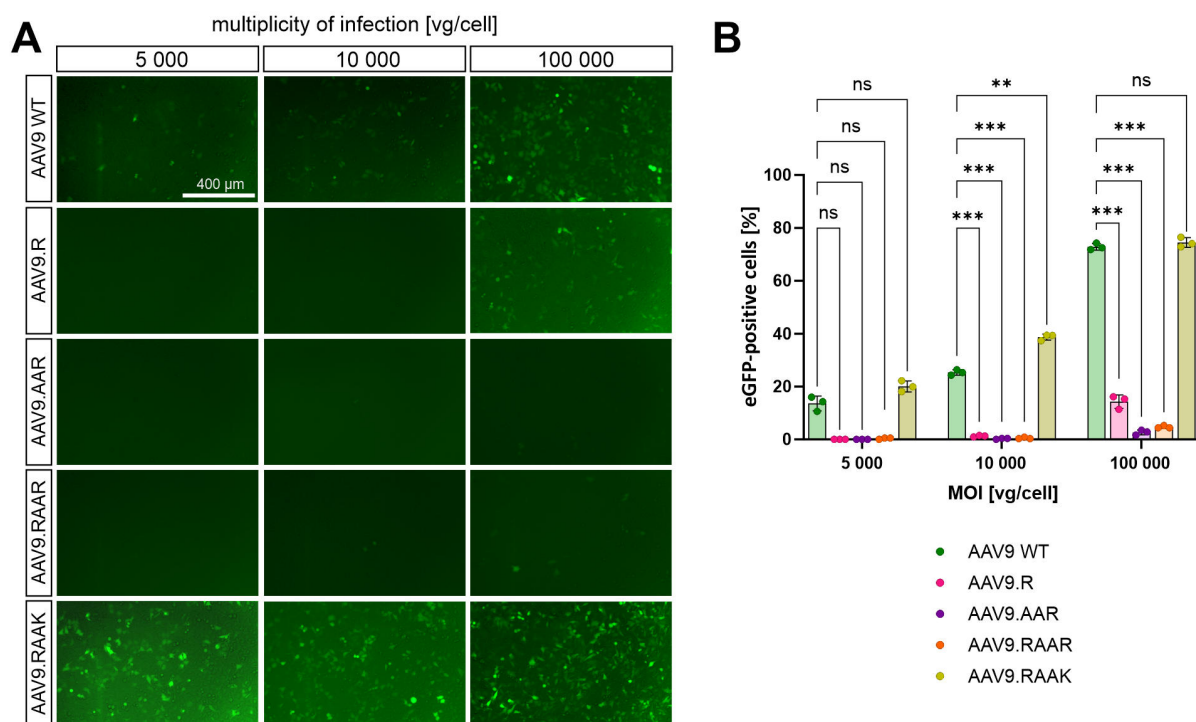 A
multiplicity of infection [vg/cell]
5 000
10 000
100 000
AAV9 WT
400 µm
AAV9.R
AAV9.AAR
AAV9.RAAR
AAV9.RAAK
B
ns
**
ns
ns
***
***
ns
***
***
ns
***
***
100
80
60
40
20
0
eGFP-positive cells [%]
5 000
10 000
100 000
MOI [vg/cell]
AAV9 WT
AAV9.R
AAV9.AAR
AAV9.RAAR
AAV9.RAAK